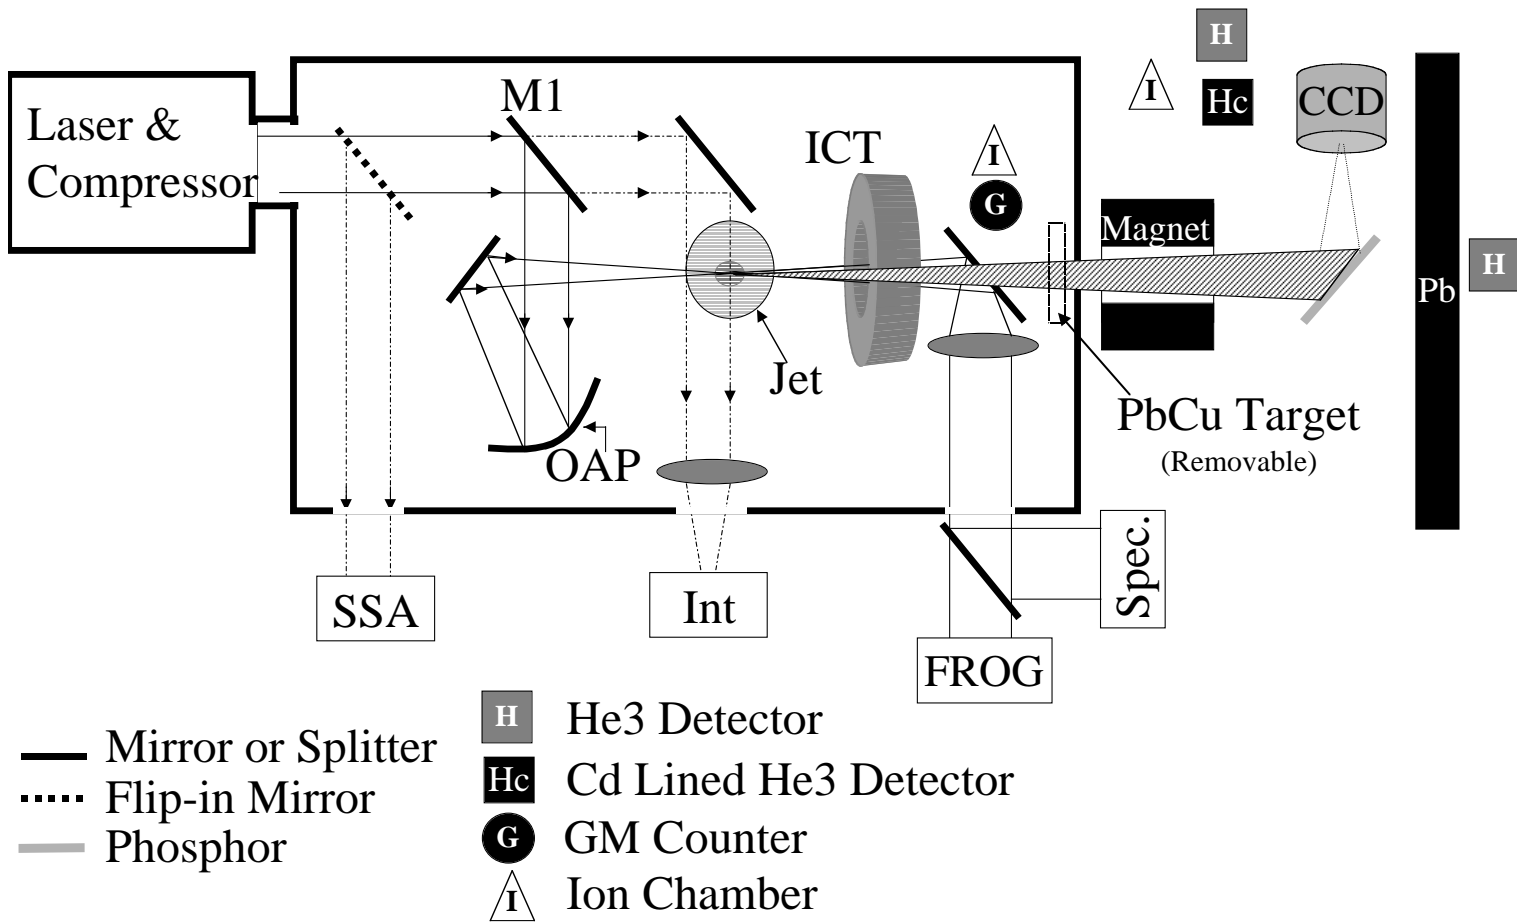 H
I
Hc
CCD
Laser &
Compressor
M1
ICT
I
G
Magnet
Pb
H
Jet
OAP
PbCu Target
(Removable)
SSA
Int
FROG
Spec.
H He3 Detector
Mirror or Splitter
Hc Cd Lined He3 Detector
Flip-in Mirror
G GM Counter
Phosphor
I Ion Chamber